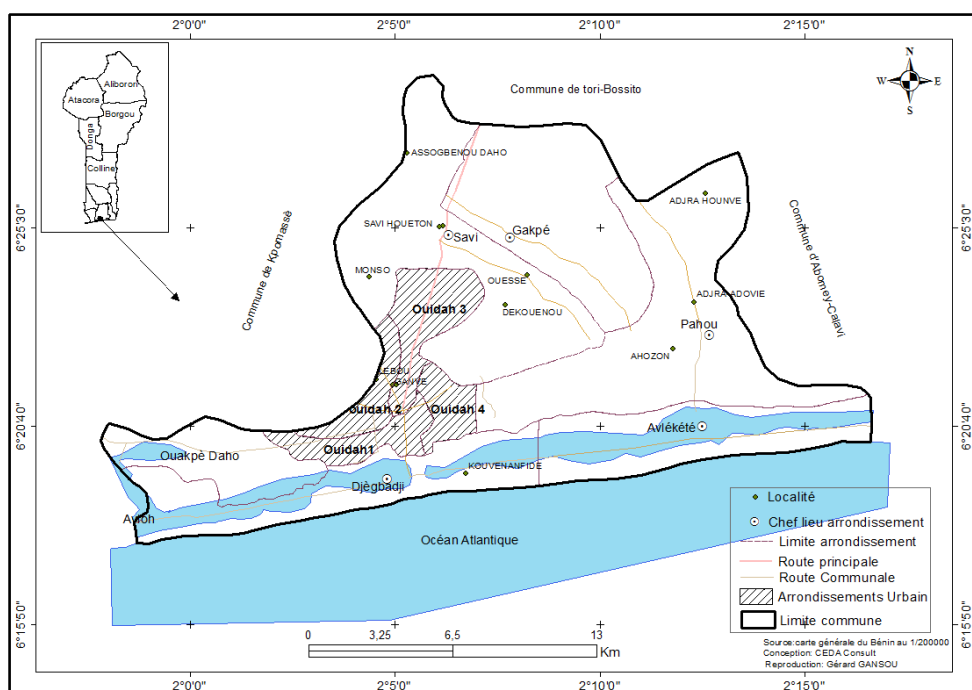 2°0'0"
2°5'0"
2°10'0"
2°15'0"
Aliboron
Atacora
Borgou
Donga
Colline
Commune de tori-Bossito
N
W
E
S
ASSOGBENOU DAHO
ADJRA HOUNVE
6°25'30"
6°25'30"
SAVI HOUETON
Savi
Gakpé
Commune de Kpomassè
Commune d'Abomey-Calavi
MONSO
OUESSE
DEKOUENOU
ADJRA-ADOVIE
Ouidah 3
Pahou
AHOZON
LEBOU
GANVE
ouidah 2
Ouidah 4
6°20'40"
6°20'40"
Avlékété
Ouidah1
Ouakpè Daho
KOUVENANFIDE
Djègbadji
Avloh
Océan Atlantique
Localité
Chef lieu arrondissement
Limite arrondissement
Route principale
Route Communale
Arrondissements Urbain
Limite commune
6°15'50"
6°15'50"
0
3,25
6,5
13
Km
Source:carte générale du Bénin au 1/200000
Conception: CEDA Consult
Reproduction: Gérard GANSOU
2°0'0"
2°5'0"
2°10'0"
2°15'0"